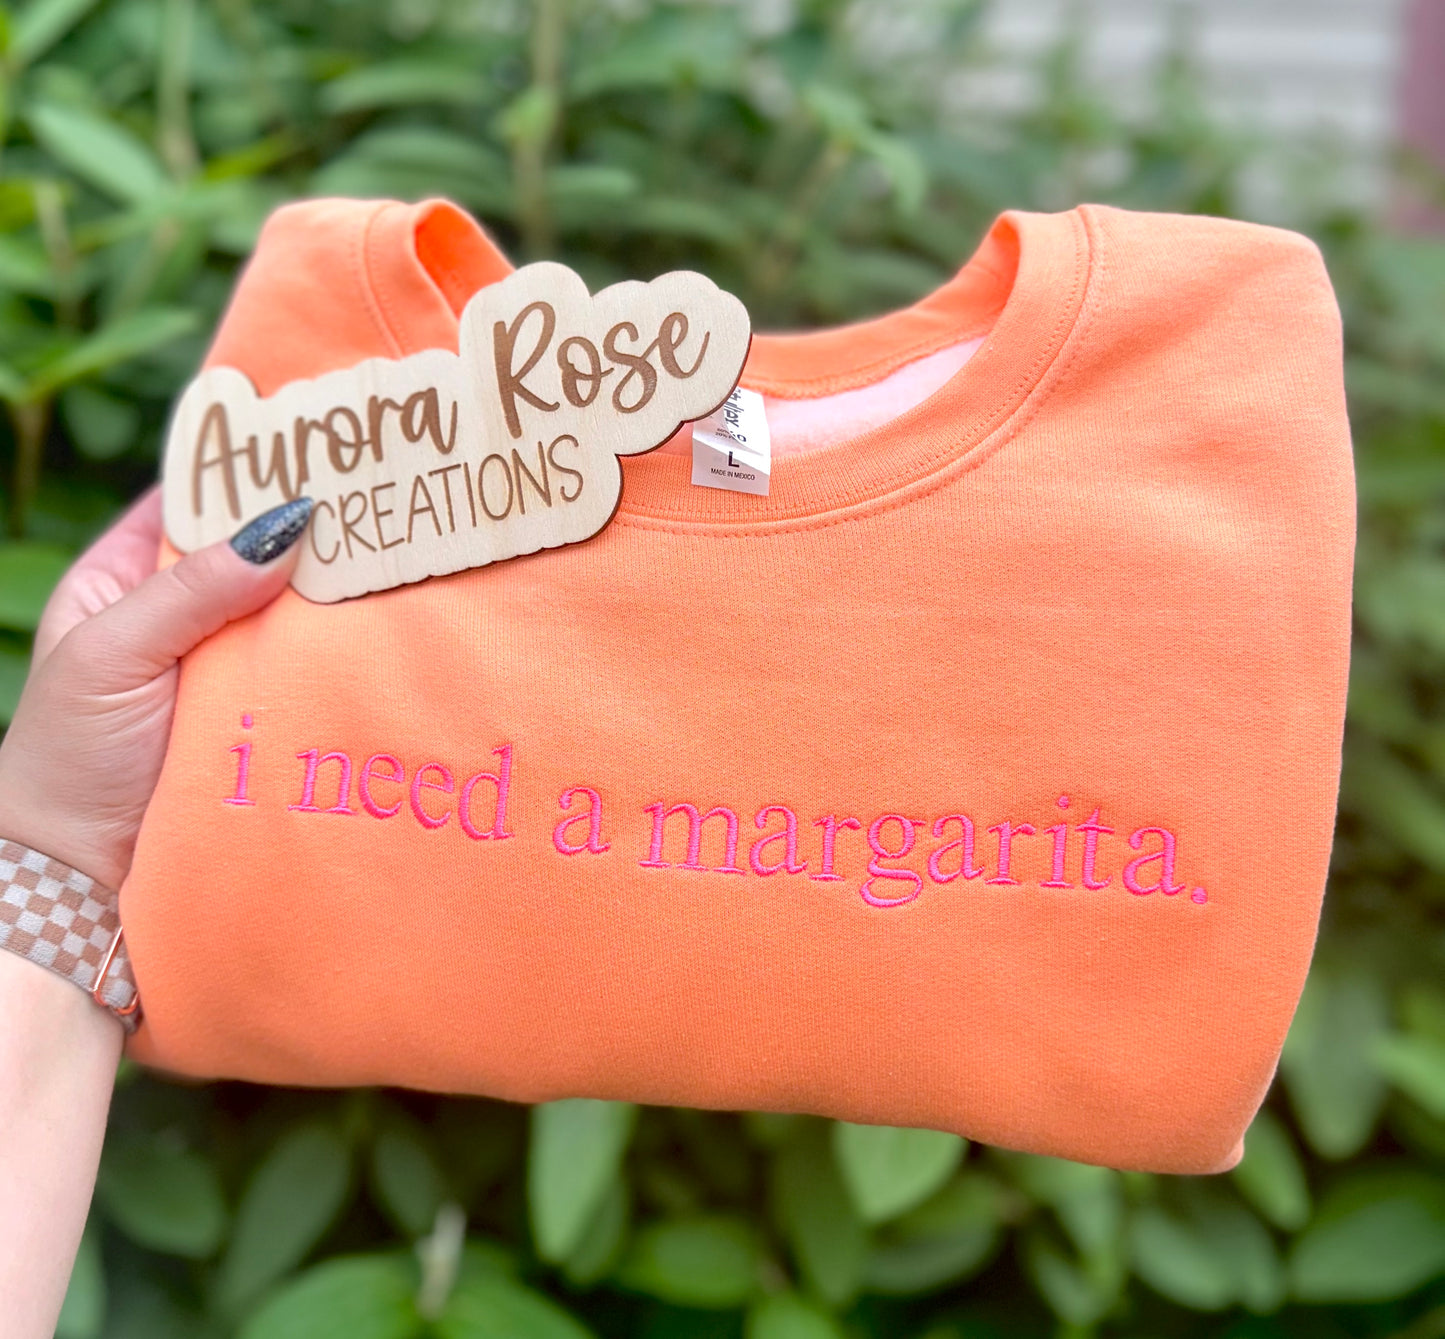 Aurora Rose
CREATIONS
L
MADE IN MEXICO
i need a margarita.